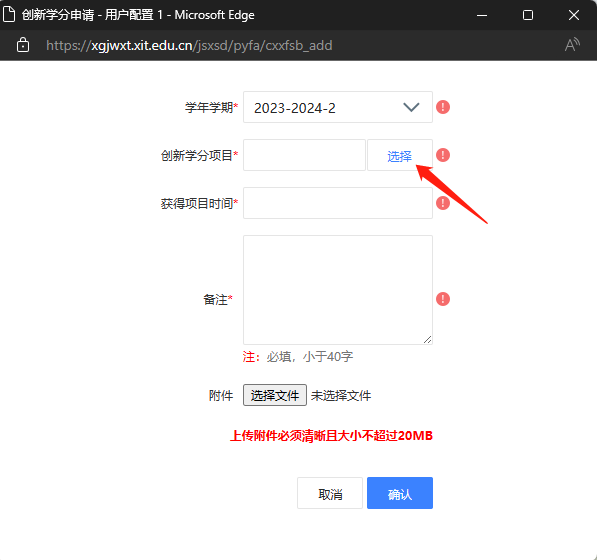 创新学分申请 - 用户配置 1 - Microsoft Edge
https://xgjwxt.xit.edu.cn/jsxsd/pyfa/cxxfsb_add
学年学期* 2023-2024-2
创新学分项目* 选择
获得项目时间*
备注*
注：必填，小于40字
附件 选择文件 未选择文件
上传附件必须清晰且大小不超过20MB
取消 确认